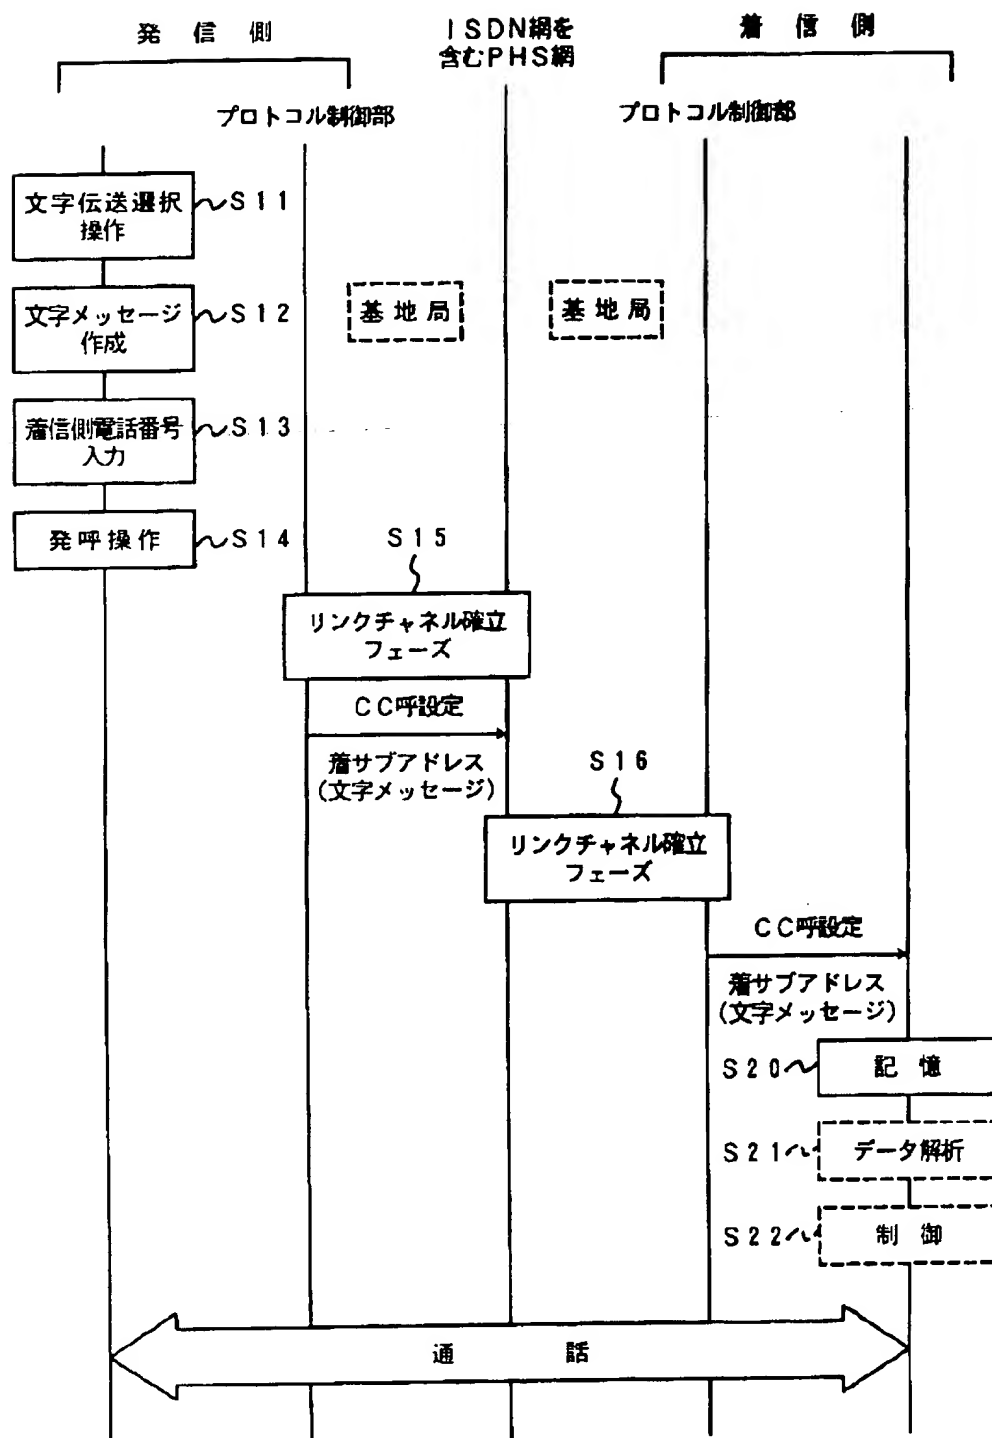 発信側
ISDN網を
含むPHS網
着信側
プロトコル制御部
プロトコル制御部
文字伝送選択
操作
S11
文字メッセージ
作成
S12
基地局
基地局
着信側電話番号
入力
S13
発呼操作
S14
S15
リンクチャネル確立
フェーズ
CC呼設定
着サブアドレス
(文字メッセージ)
S16
リンクチャネル確立
フェーズ
CC呼設定
着サブアドレス
(文字メッセージ)
S20
記憶
S21
データ解析
S22
制御
通話